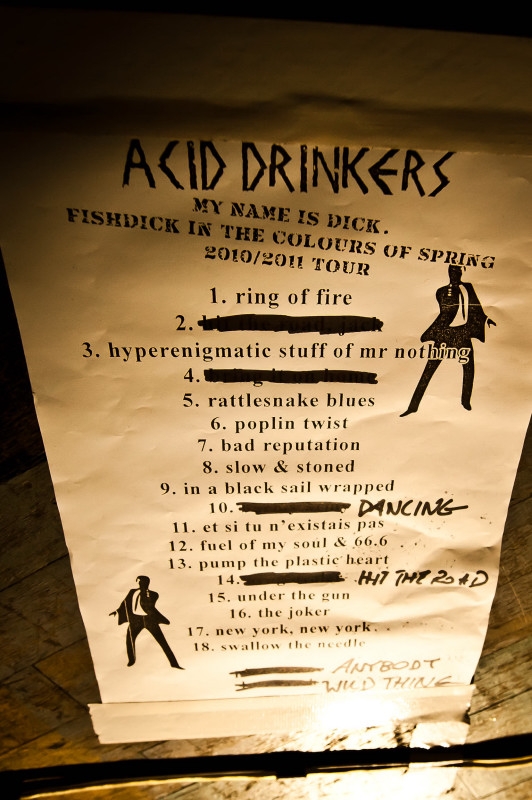 ACID DRINKERS
MY NAME IS DICK.
FISHDICK IN THE COLOURS OF SPRING
2010/2011 TOUR
1. ring of fire
2.
3. hyperenigmatic stuff of mr nothing
4.
5. rattlesnake blues
6. poplin twist
7. bad reputation
8. slow & stoned
9. in a black sail wrapped
10. DANCING
11. et si tu n'existais pas
12. fuel of my soul & 66.6
13. pump the plastic heart
14. HIT THE ROAD
15. under the gun
16. the joker
17. new york, new york.
18. swallow the needle
ANYBODY
WILD THING